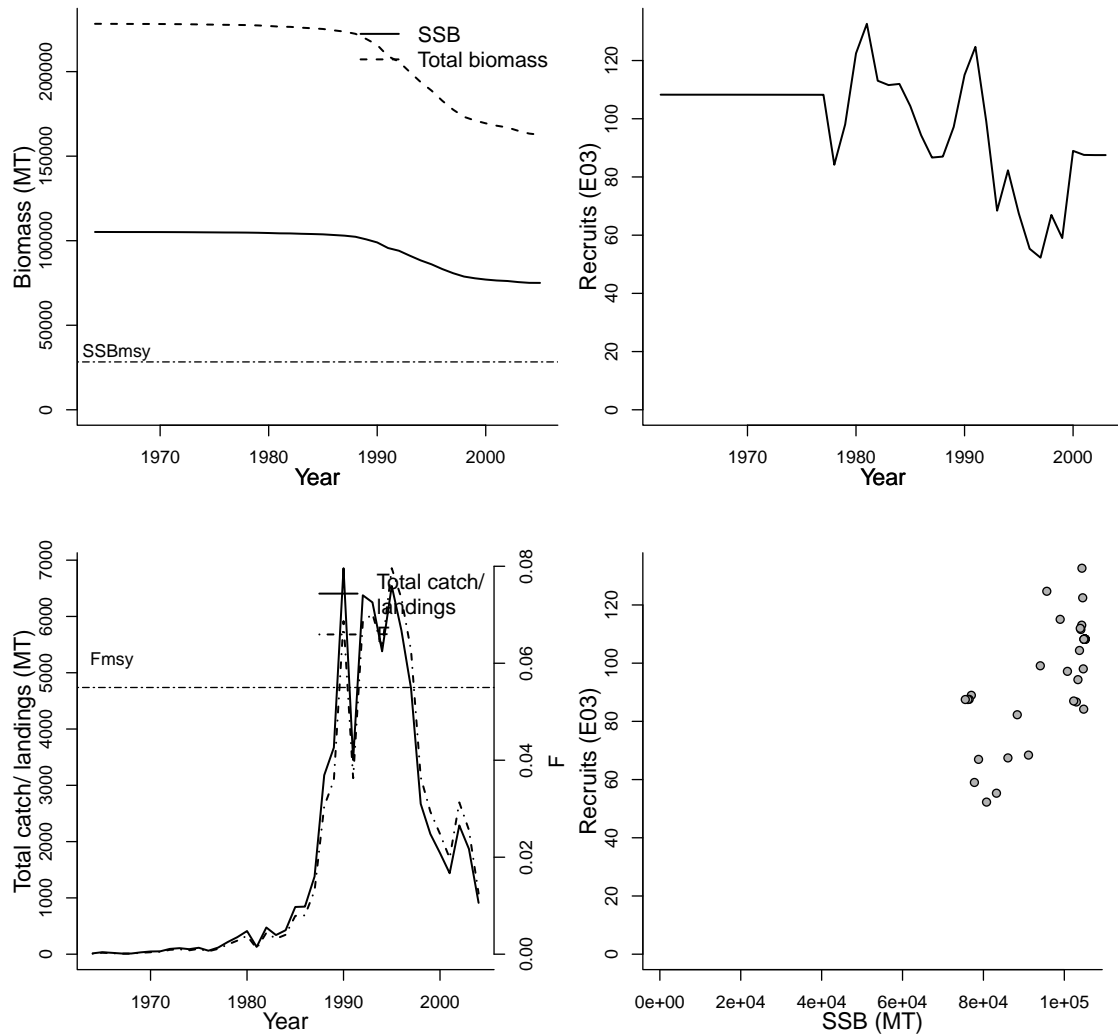 SSB
Total biomass
Biomass (MT)
0 50000 100000 150000 200000
SSBmsy
1970 1980 1990 2000
Year
Recruits (E03)
0 20 40 60 80 100 120
1970 1980 1990 2000
Year
Total catch/
landings
F
Total catch/ landings (MT)
0 1000 2000 3000 4000 5000 6000 7000
Fmsy
0.00 0.02 0.04 0.06 0.08
F
1970 1980 1990 2000
Year
Recruits (E03)
0 20 40 60 80 100 120
0e+00 2e+04 4e+04 6e+04 8e+04 1e+05
SSB (MT)